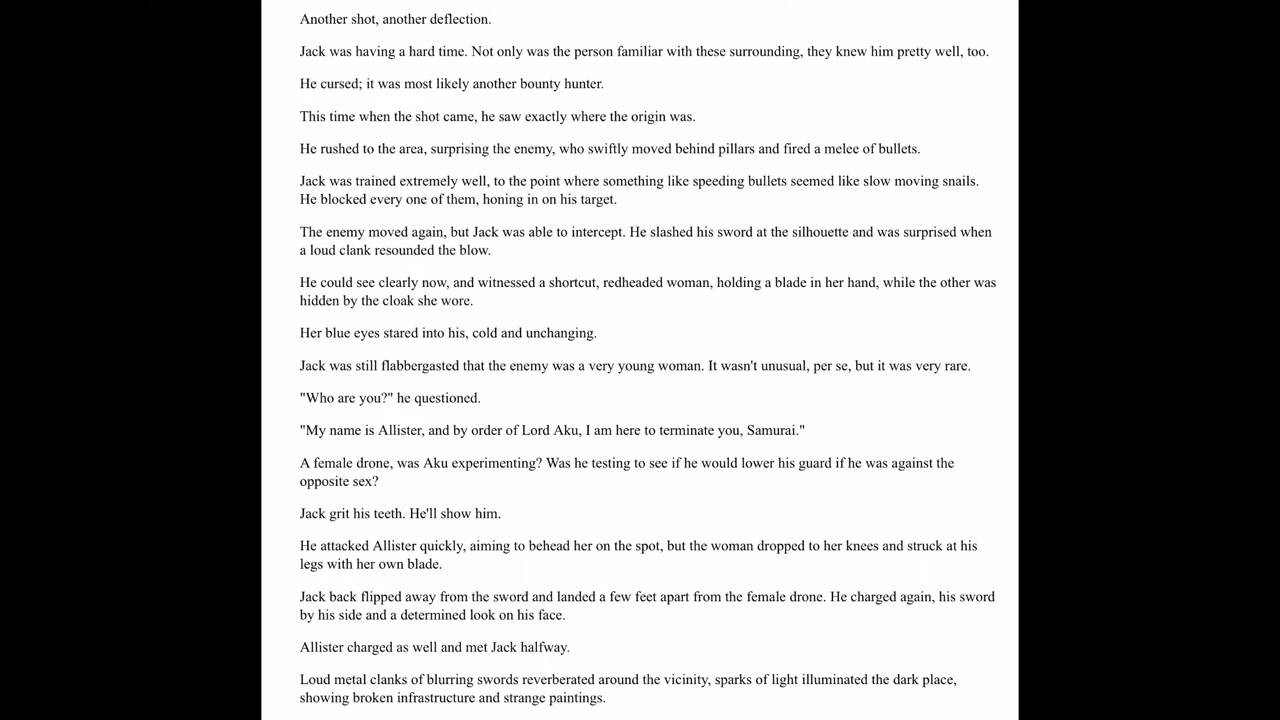 Another shot, another deflection.
Jack was having a hard time. Not only was the person familiar with these surrounding, they knew him pretty well, too.
He cursed; it was most likely another bounty hunter.
This time when the shot came, he saw exactly where the origin was.
He rushed to the area, surprising the enemy, who swiftly moved behind pillars and fired a melee of bullets.
Jack was trained extremely well, to the point where something like speeding bullets seemed like slow moving snails.
He blocked every one of them, honing in on his target.
The enemy moved again, but Jack was able to intercept. He slashed his sword at the silhouette and was surprised when
a loud clank resounded the blow.
He could see clearly now, and witnessed a shortcut, redheaded woman, holding a blade in her hand, while the other was
hidden by the cloak she wore.
Her blue eyes stared into his, cold and unchanging.
Jack was still flabbergasted that the enemy was a very young woman. It wasn't unusual, per se, but it was very rare.
"Who are you?" he questioned.
"My name is Allister, and by order of Lord Aku, I am here to terminate you, Samurai."
A female drone, was Aku experimenting? Was he testing to see if he would lower his guard if he was against the
opposite sex?
Jack grit his teeth. He'll show him.
He attacked Allister quickly, aiming to behead her on the spot, but the woman dropped to her knees and struck at his
legs with her own blade.
Jack back flipped away from the sword and landed a few feet apart from the female drone. He charged again, his sword
by his side and a determined look on his face.
Allister charged as well and met Jack halfway.
Loud metal clanks of blurring swords reverberated around the vicinity, sparks of light illuminated the dark place,
showing broken infrastructure and strange paintings.